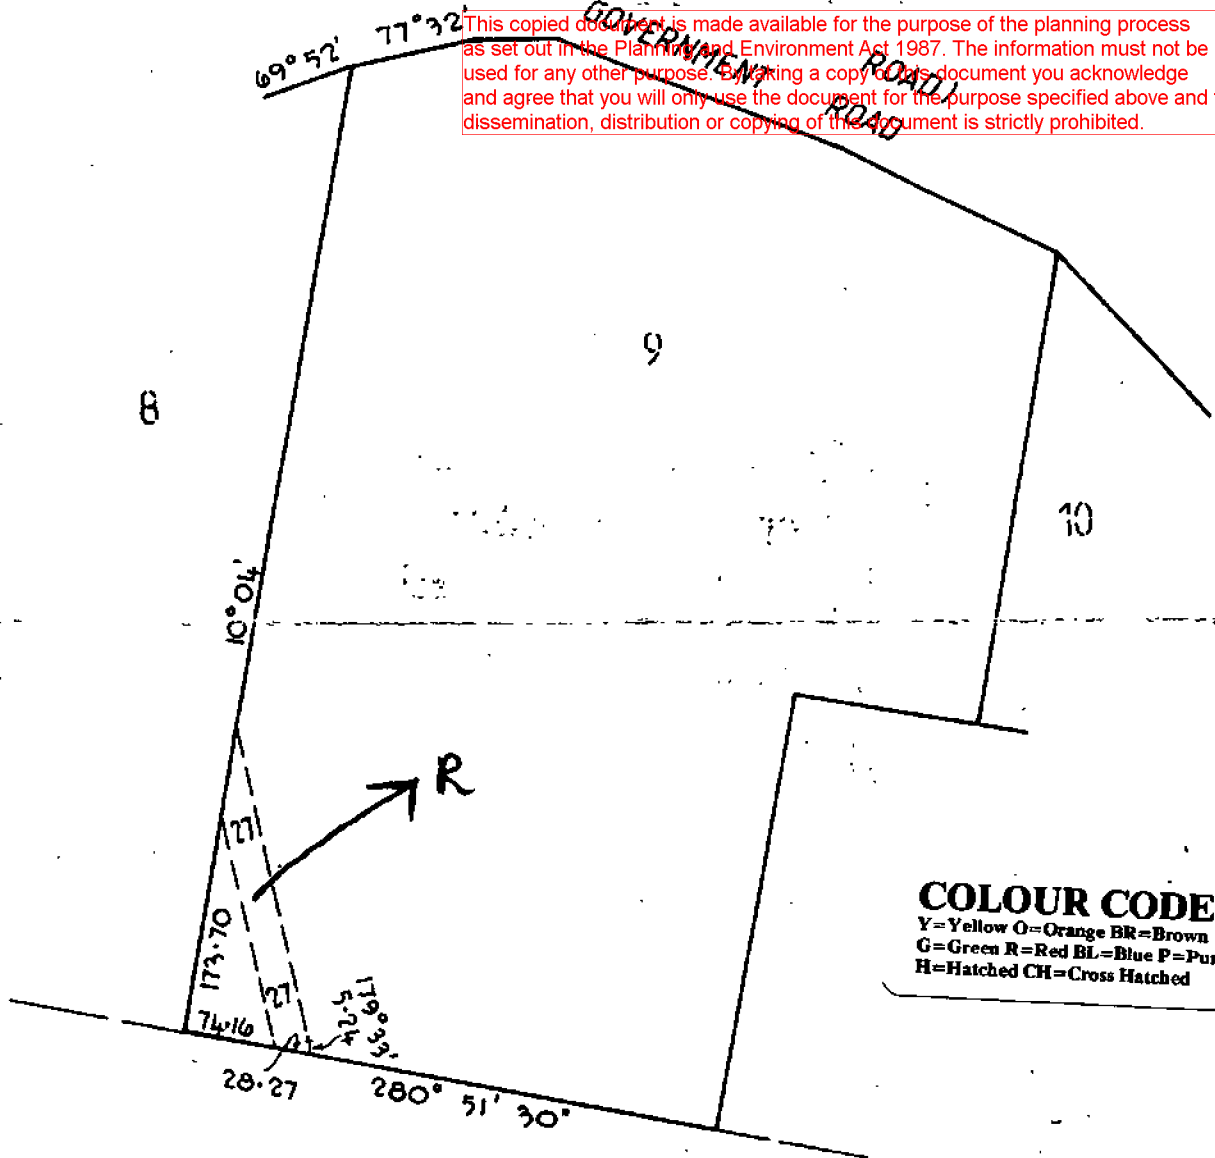 69° 52'
77° 32'
GOVERNMENT ROAD)
ROAD
This copied document is made available for the purpose of the planning process
as set out in the Planning and Environment Act 1987. The information must not be
used for any other purpose. By taking a copy of this document you acknowledge
and agree that you will only use the document for the purpose specified above and
dissemination, distribution or copying of this document is strictly prohibited.
9
8
10
10° 04'
R
27
173.70
27
179° 33'
5.24
74.16
28.27
280° 51' 30"
COLOUR CODE
Y=Yellow O=Orange BR=Brown
G=Green R=Red BL=Blue P=Pur
H=Hatched CH=Cross Hatched